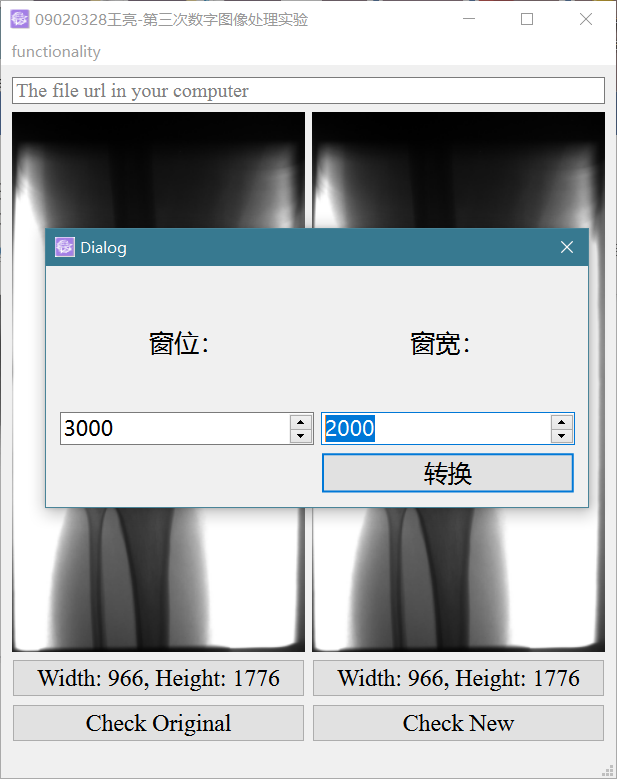 09020328王亮-第三次数字图像处理实验
functionality
The file url in your computer
Dialog
窗位： 窗宽：
3000 2000
转换
Width: 966, Height: 1776 Width: 966, Height: 1776
Check Original Check New